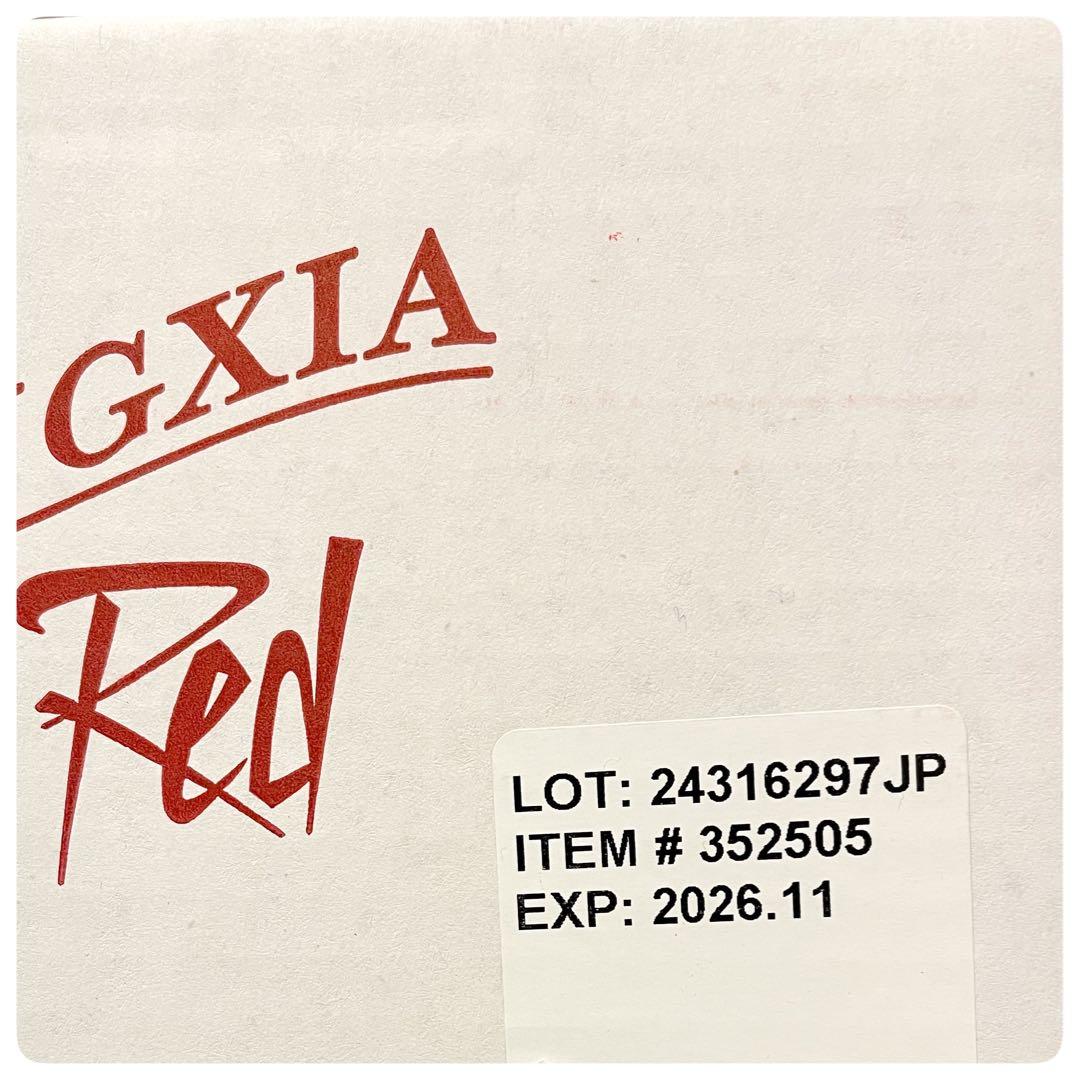 GXIA
Red
LOT: 24316297JP
ITEM # 352505
EXP: 2026.11